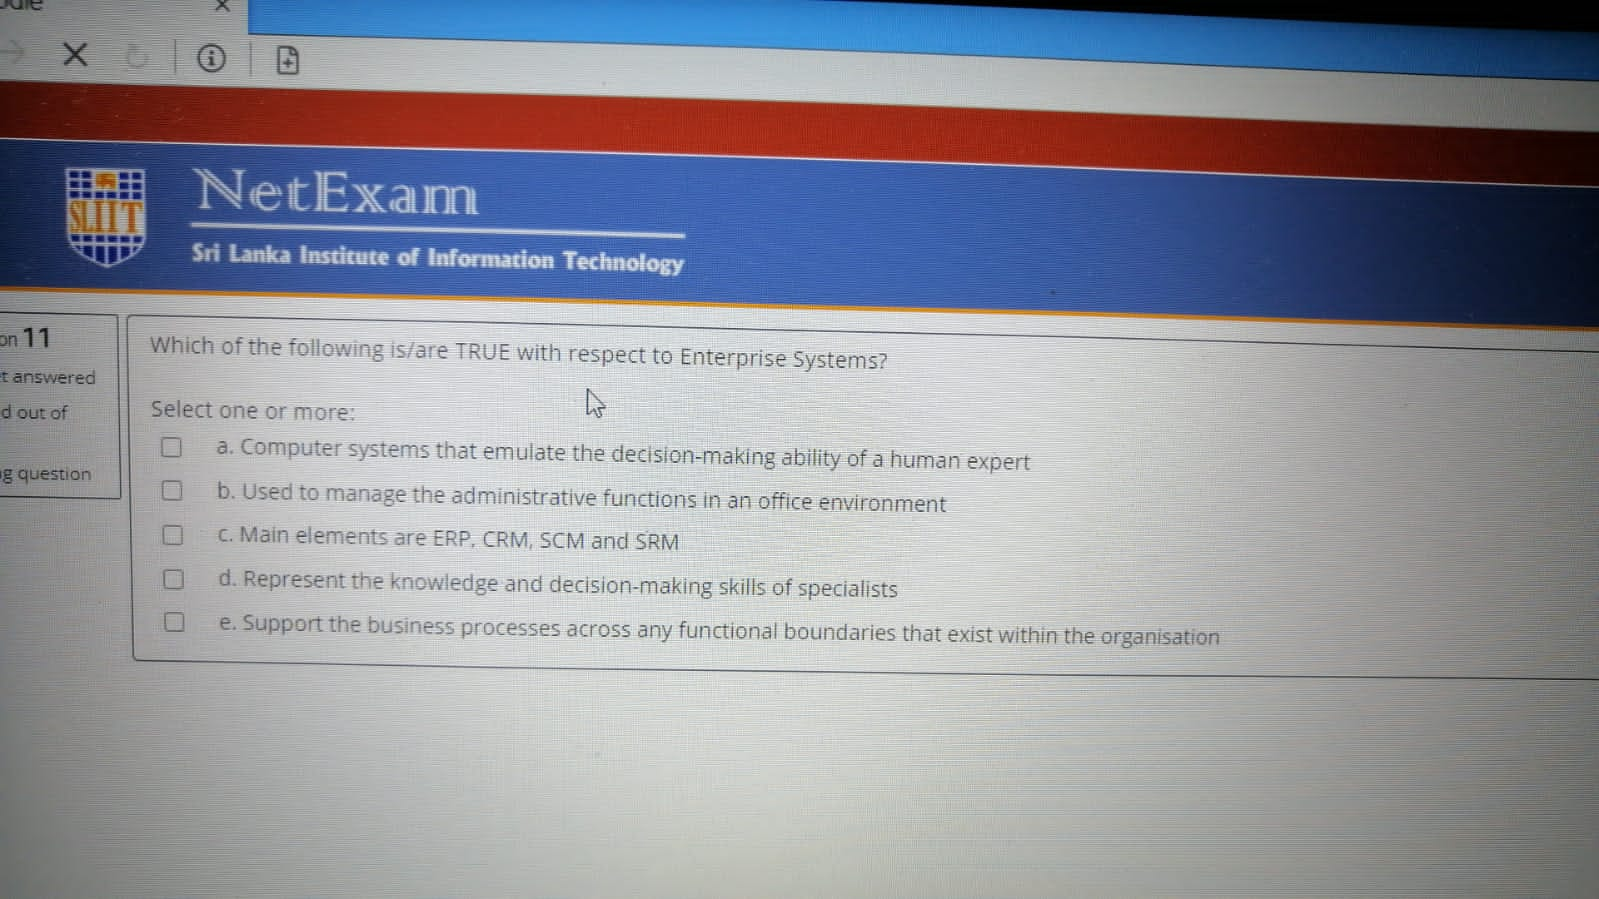 NetExam
SLIIT
Sri Lanka Institute of Information Technology
on 11
t answered
d out of
g question
Which of the following is/are TRUE with respect to Enterprise Systems?
Select one or more:
a. Computer systems that emulate the decision-making ability of a human expert
b. Used to manage the administrative functions in an office environment
c. Main elements are ERP, CRM, SCM and SRM
d. Represent the knowledge and decision-making skills of specialists
e. Support the business processes across any functional boundaries that exist within the organisation